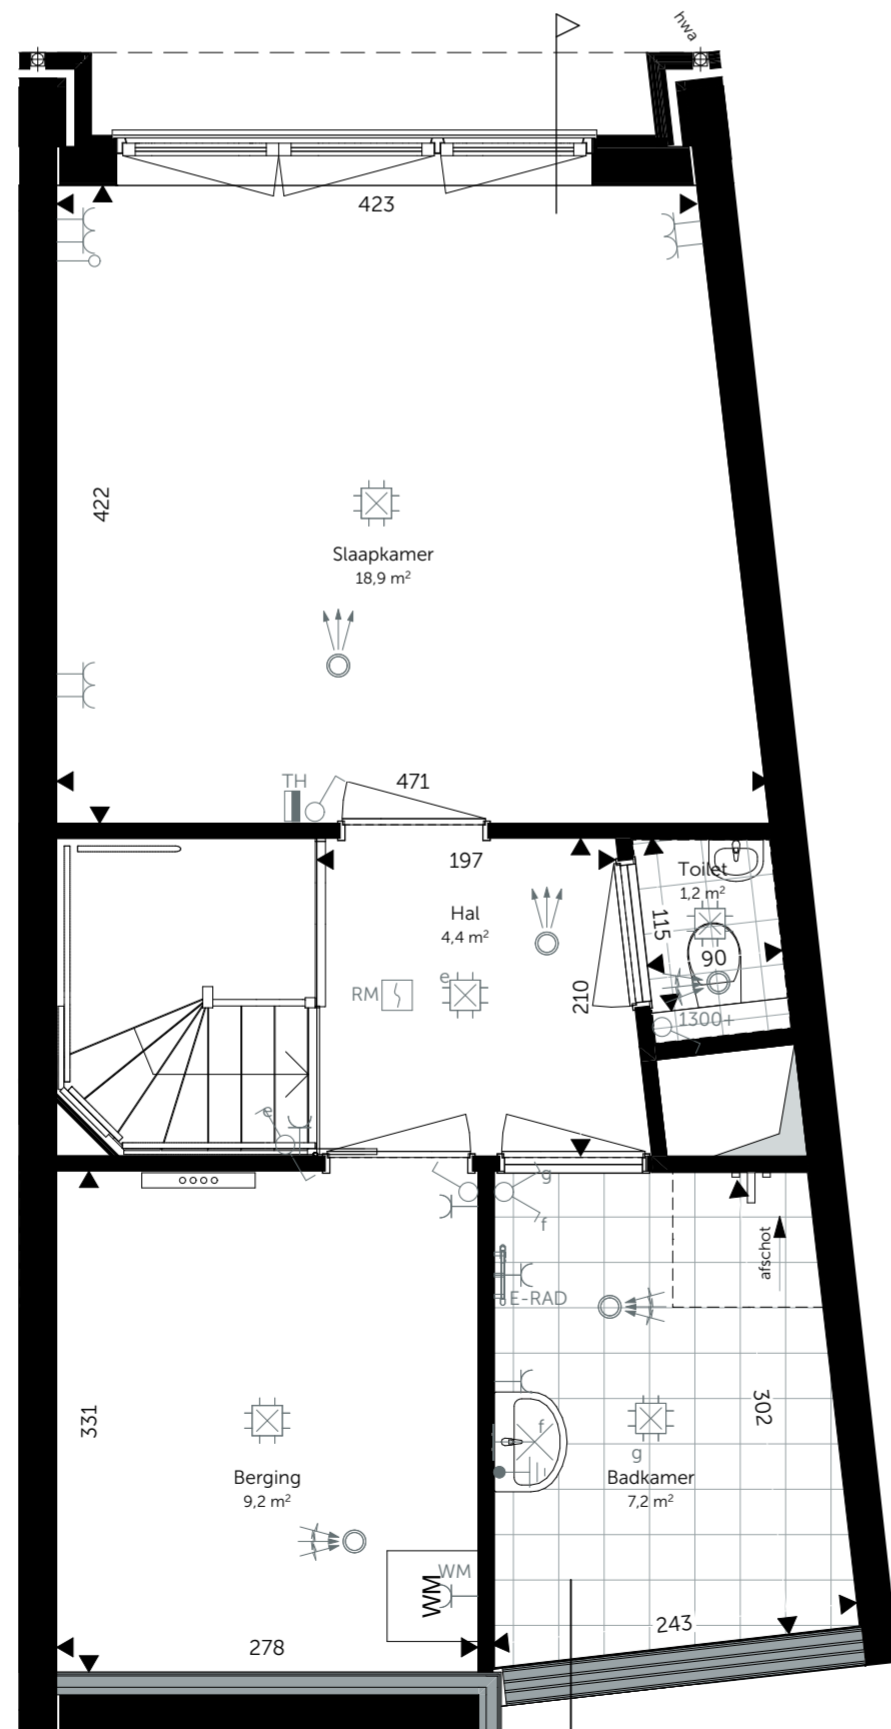 hwa
423
422
Slaapkamer
18,9 m²
TH
471
197
Toilet
1,2 m²
Hal
4,4 m²
115
90
RM
e
210
1300+
e
g
f
afschot
E-RAD
331
302
f
g
Berging
9,2 m²
Badkamer
7,2 m²
WM
WM
278
243